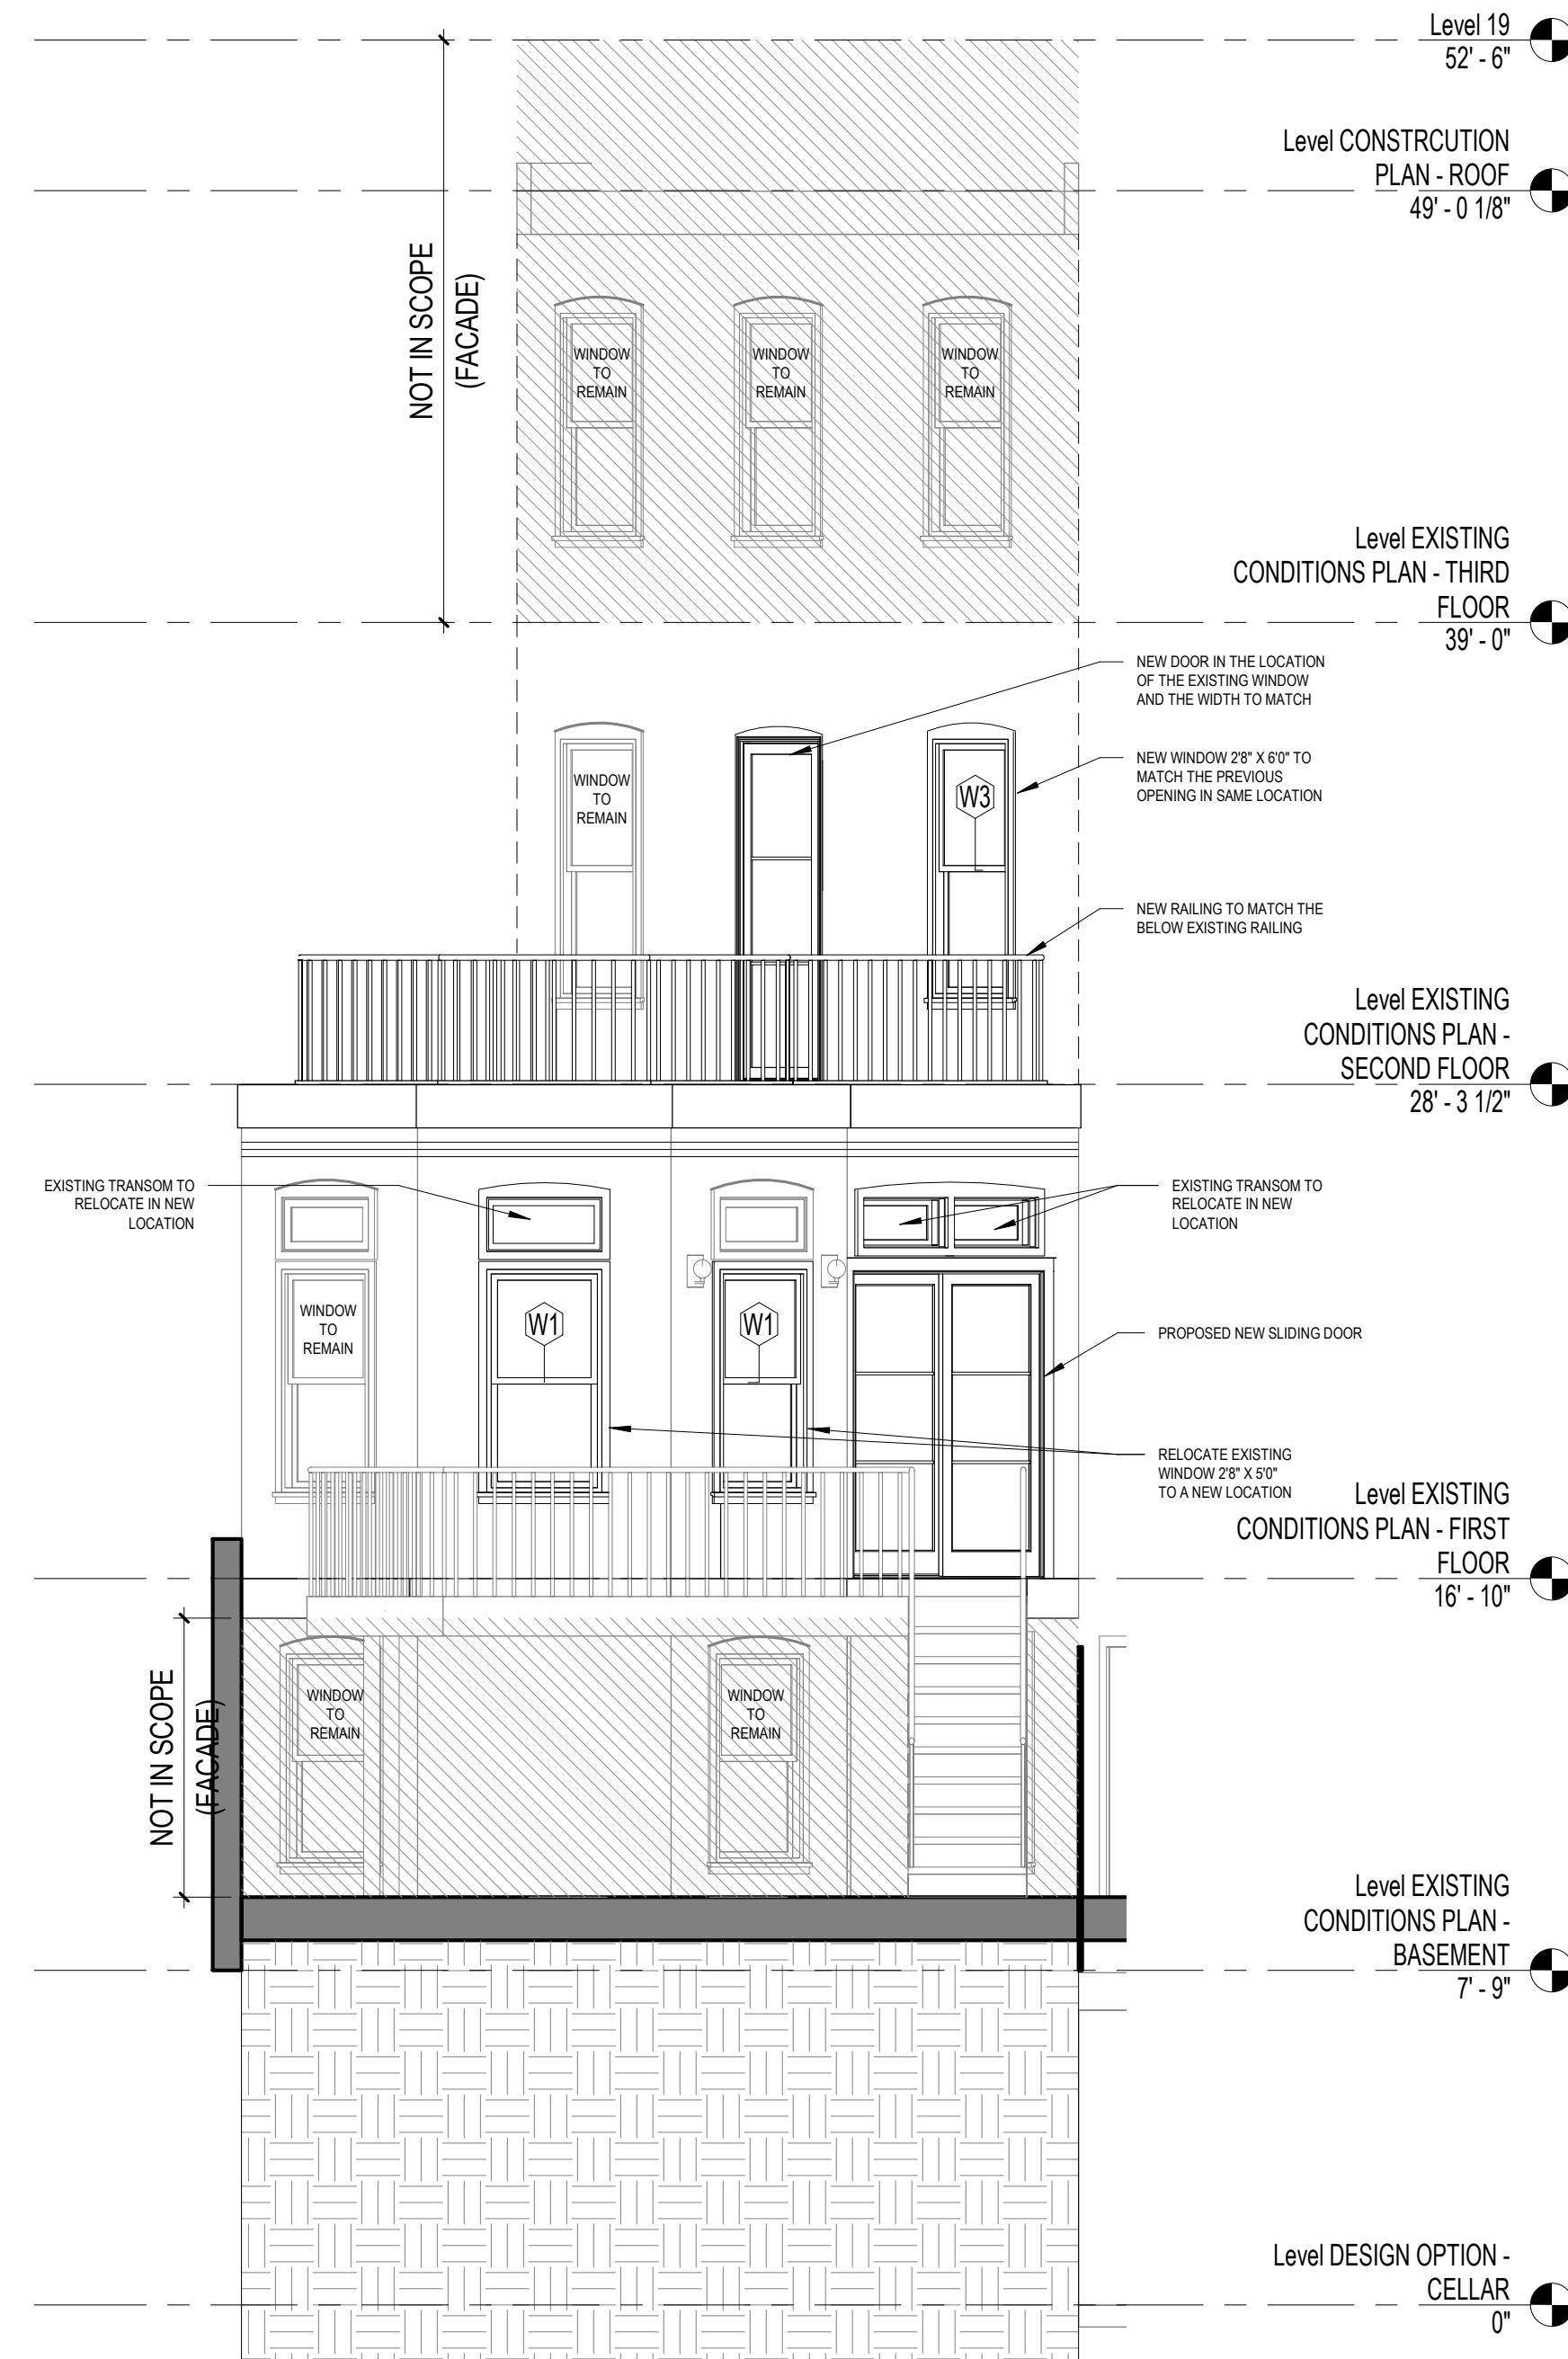 Level 19
52' - 6"
Level CONSTRCUTION
PLAN - ROOF
49' - 0 1/8"
NOT IN SCOPE
(FACADE)
WINDOW
TO
REMAIN
WINDOW
TO
REMAIN
WINDOW
TO
REMAIN
Level EXISTING
CONDITIONS PLAN - THIRD
FLOOR
39' - 0"
NEW DOOR IN THE LOCATION
OF THE EXISTING WINDOW
AND THE WIDTH TO MATCH
NEW WINDOW 2'8" X 6'0" TO
MATCH THE PREVIOUS
OPENING IN SAME LOCATION
WINDOW
TO
REMAIN
W3
NEW RAILING TO MATCH THE
BELOW EXISTING RAILING
Level EXISTING
CONDITIONS PLAN -
SECOND FLOOR
28' - 3 1/2"
EXISTING TRANSOM TO
RELOCATE IN NEW
LOCATION
EXISTING TRANSOM TO
RELOCATE IN NEW
LOCATION
WINDOW
TO
REMAIN
W1
W1
PROPOSED NEW SLIDING DOOR
RELOCATE EXISTING
WINDOW 2'8" X 5'0"
TO A NEW LOCATION
Level EXISTING
CONDITIONS PLAN - FIRST
FLOOR
16' - 10"
NOT IN SCOPE
(FACADE)
WINDOW
TO
REMAIN
WINDOW
TO
REMAIN
Level EXISTING
CONDITIONS PLAN -
BASEMENT
7' - 9"
Level DESIGN OPTION -
CELLAR
0"